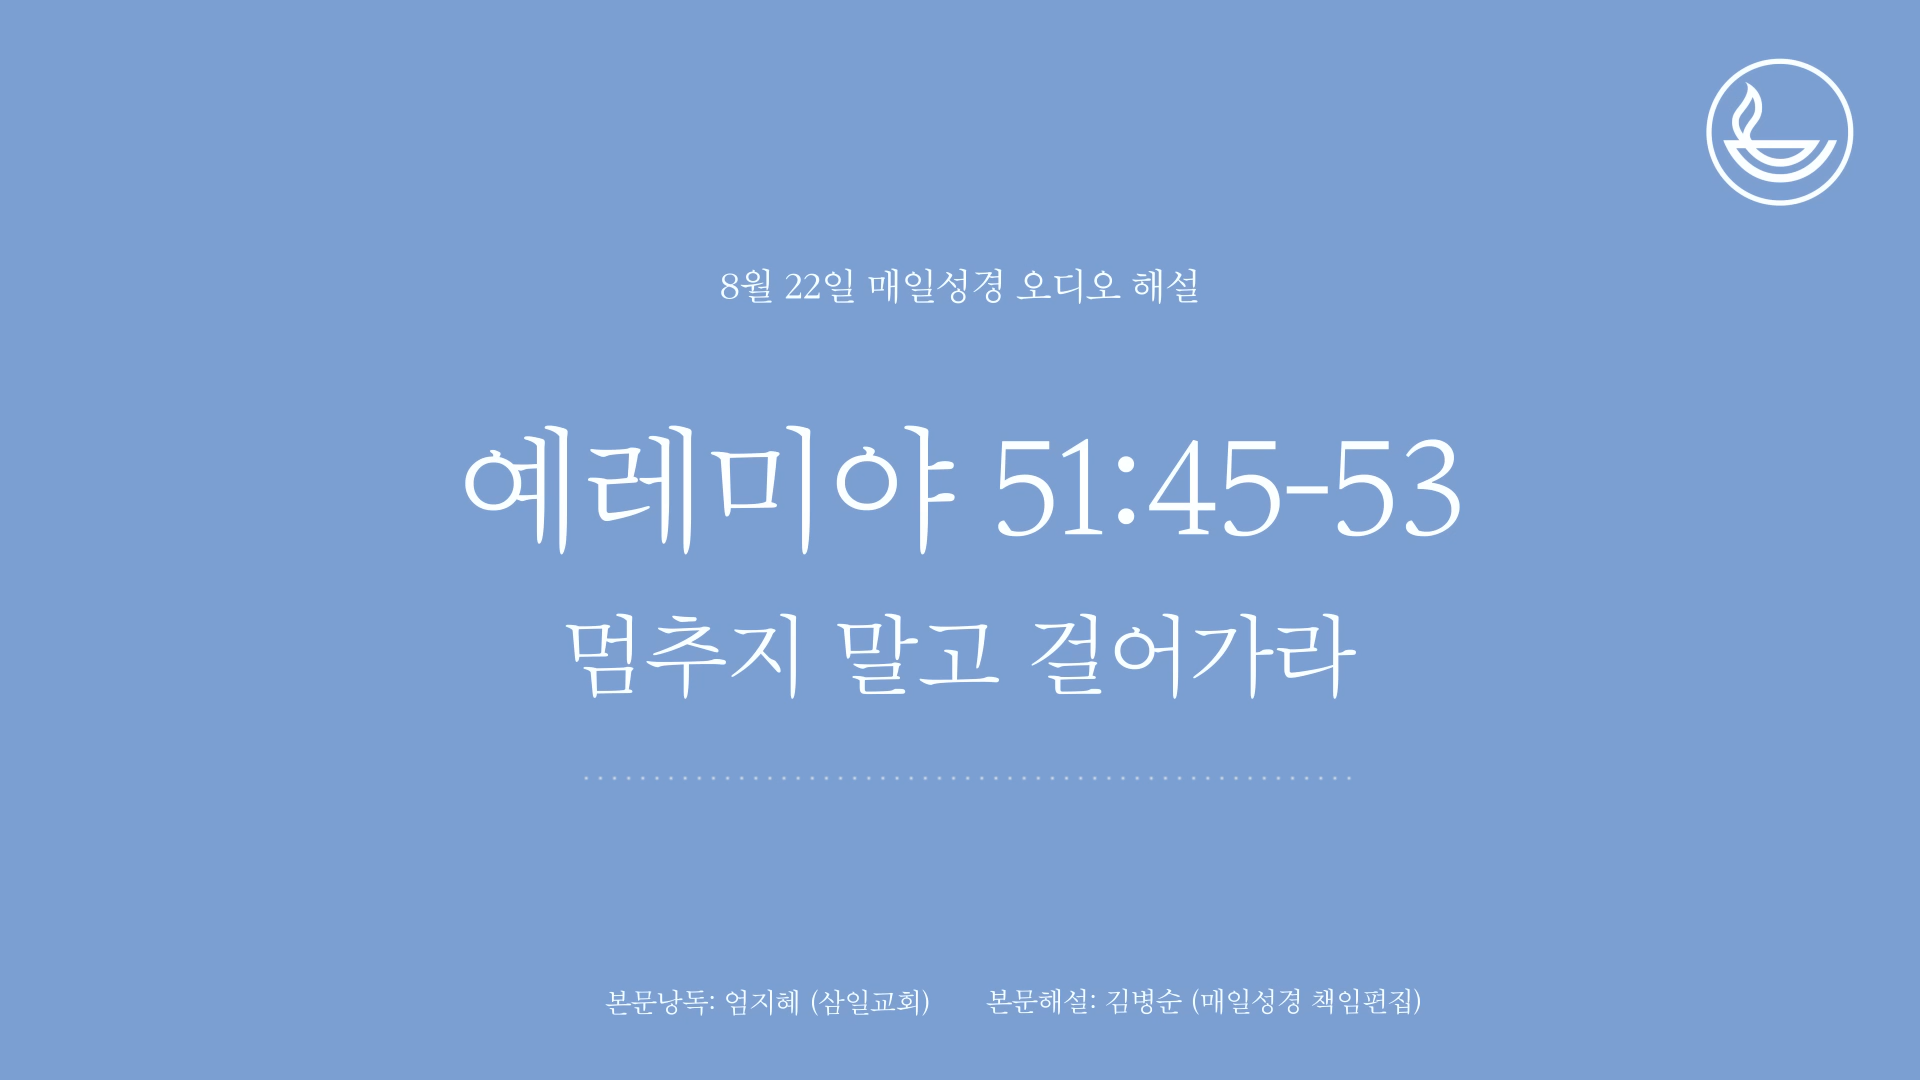 8월 22일 매일성경 오디오 해설
예레미야 51:45-53
멈추지 말고 걸어가라
본문낭독: 엄지혜 (삼일교회) 본문해설: 김병순 (매일성경 책임편집)